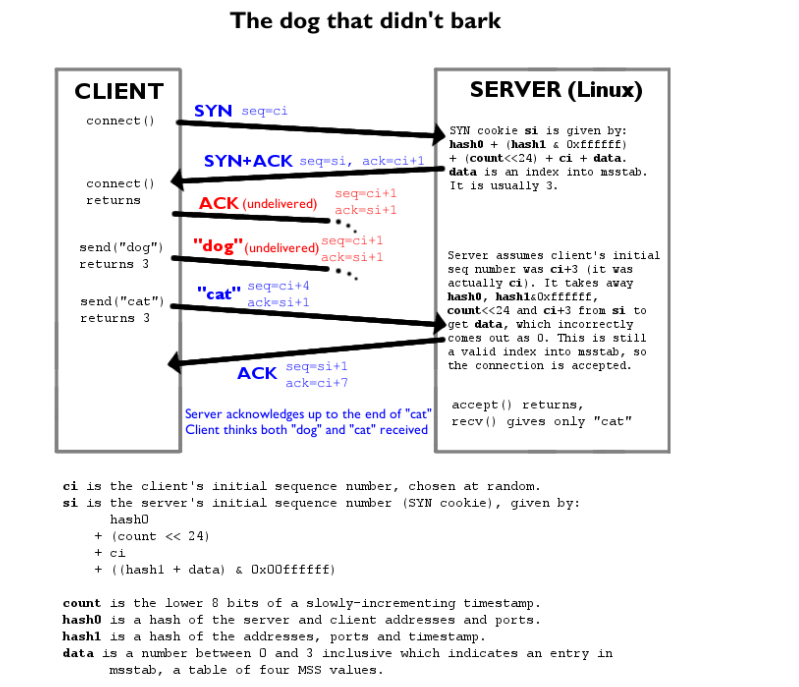 The dog that didn't bark
CLIENT
connect()
connect()
returns
send("dog")
returns 3
send("cat")
returns 3
SYN seq=ci
SYN+ACK seq=si, ack=ci+1
ACK (undelivered) seq=ci+1
ack=si+1
"dog" (undelivered) seq=ci+1
ack=si+1
"cat" seq=ci+4
ack=si+1
ACK seq=si+1
ack=ci+7
Server acknowledges up to the end of "cat"
Client thinks both "dog" and "cat" received
SERVER (Linux)
SYN cookie si is given by:
hash0 + (hash1 & 0xffffff)
+ (count<<24) + ci + data.
data is an index into msstab.
It is usually 3.
Server assumes client's initial
seq number was ci+3 (it was
actually ci). It takes away
hash0, hash1&0xffffff,
count<<24 and ci+3 from si to
get data, which incorrectly
comes out as 0. This is still
a valid index into msstab, so
the connection is accepted.
accept() returns,
recv() gives only "cat"
ci is the client's initial sequence number, chosen at random.
si is the server's initial sequence number (SYN cookie), given by:
hash0
+ (count << 24)
+ ci
+ ((hash1 + data) & 0x00ffffff)
count is the lower 8 bits of a slowly-incrementing timestamp.
hash0 is a hash of the server and client addresses and ports.
hash1 is a hash of the addresses, ports and timestamp.
data is a number between 0 and 3 inclusive which indicates an entry in
msstab, a table of four MSS values.